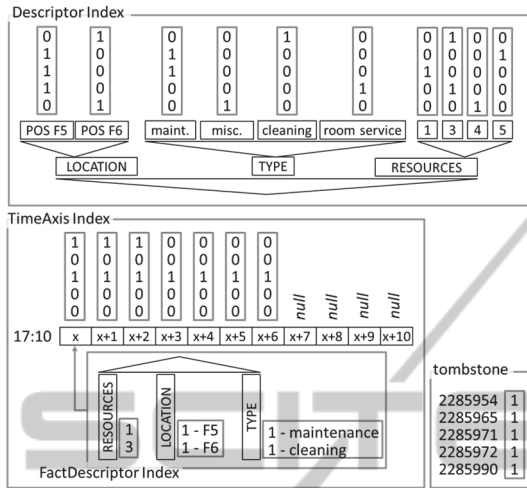 Descriptor Index
0 1 0 0 1 0 0 1 0 0
1 0 1 0 0 0 0 0 0 1
1 0 1 0 0 0 1 0 0 0
1 0 0 0 0 1 0 1 0 0
0 1 0 1 0 0 0 0 1 0
POS F5 POS F6 maint. misc. cleaning room service 1 3 4 5
LOCATION TYPE RESOURCES
TimeAxis Index
1 1 1 0 0 0 0
0 0 0 0 0 0 0
1 1 1 1 1 1 1
0 0 0 0 0 0 0
0 0 0 0 0 0 0
null null null null
17:10 x x+1 x+2 x+3 x+4 x+5 x+6 x+7 x+8 x+9 x+10
RESOURCES
1
3
LOCATION
1 - F5
1 - F6
TYPE
1 - maintenance
1 - cleaning
FactDescriptor Index
tombstone
2285954 1
2285965 1
2285971 1
2285972 1
2285990 1